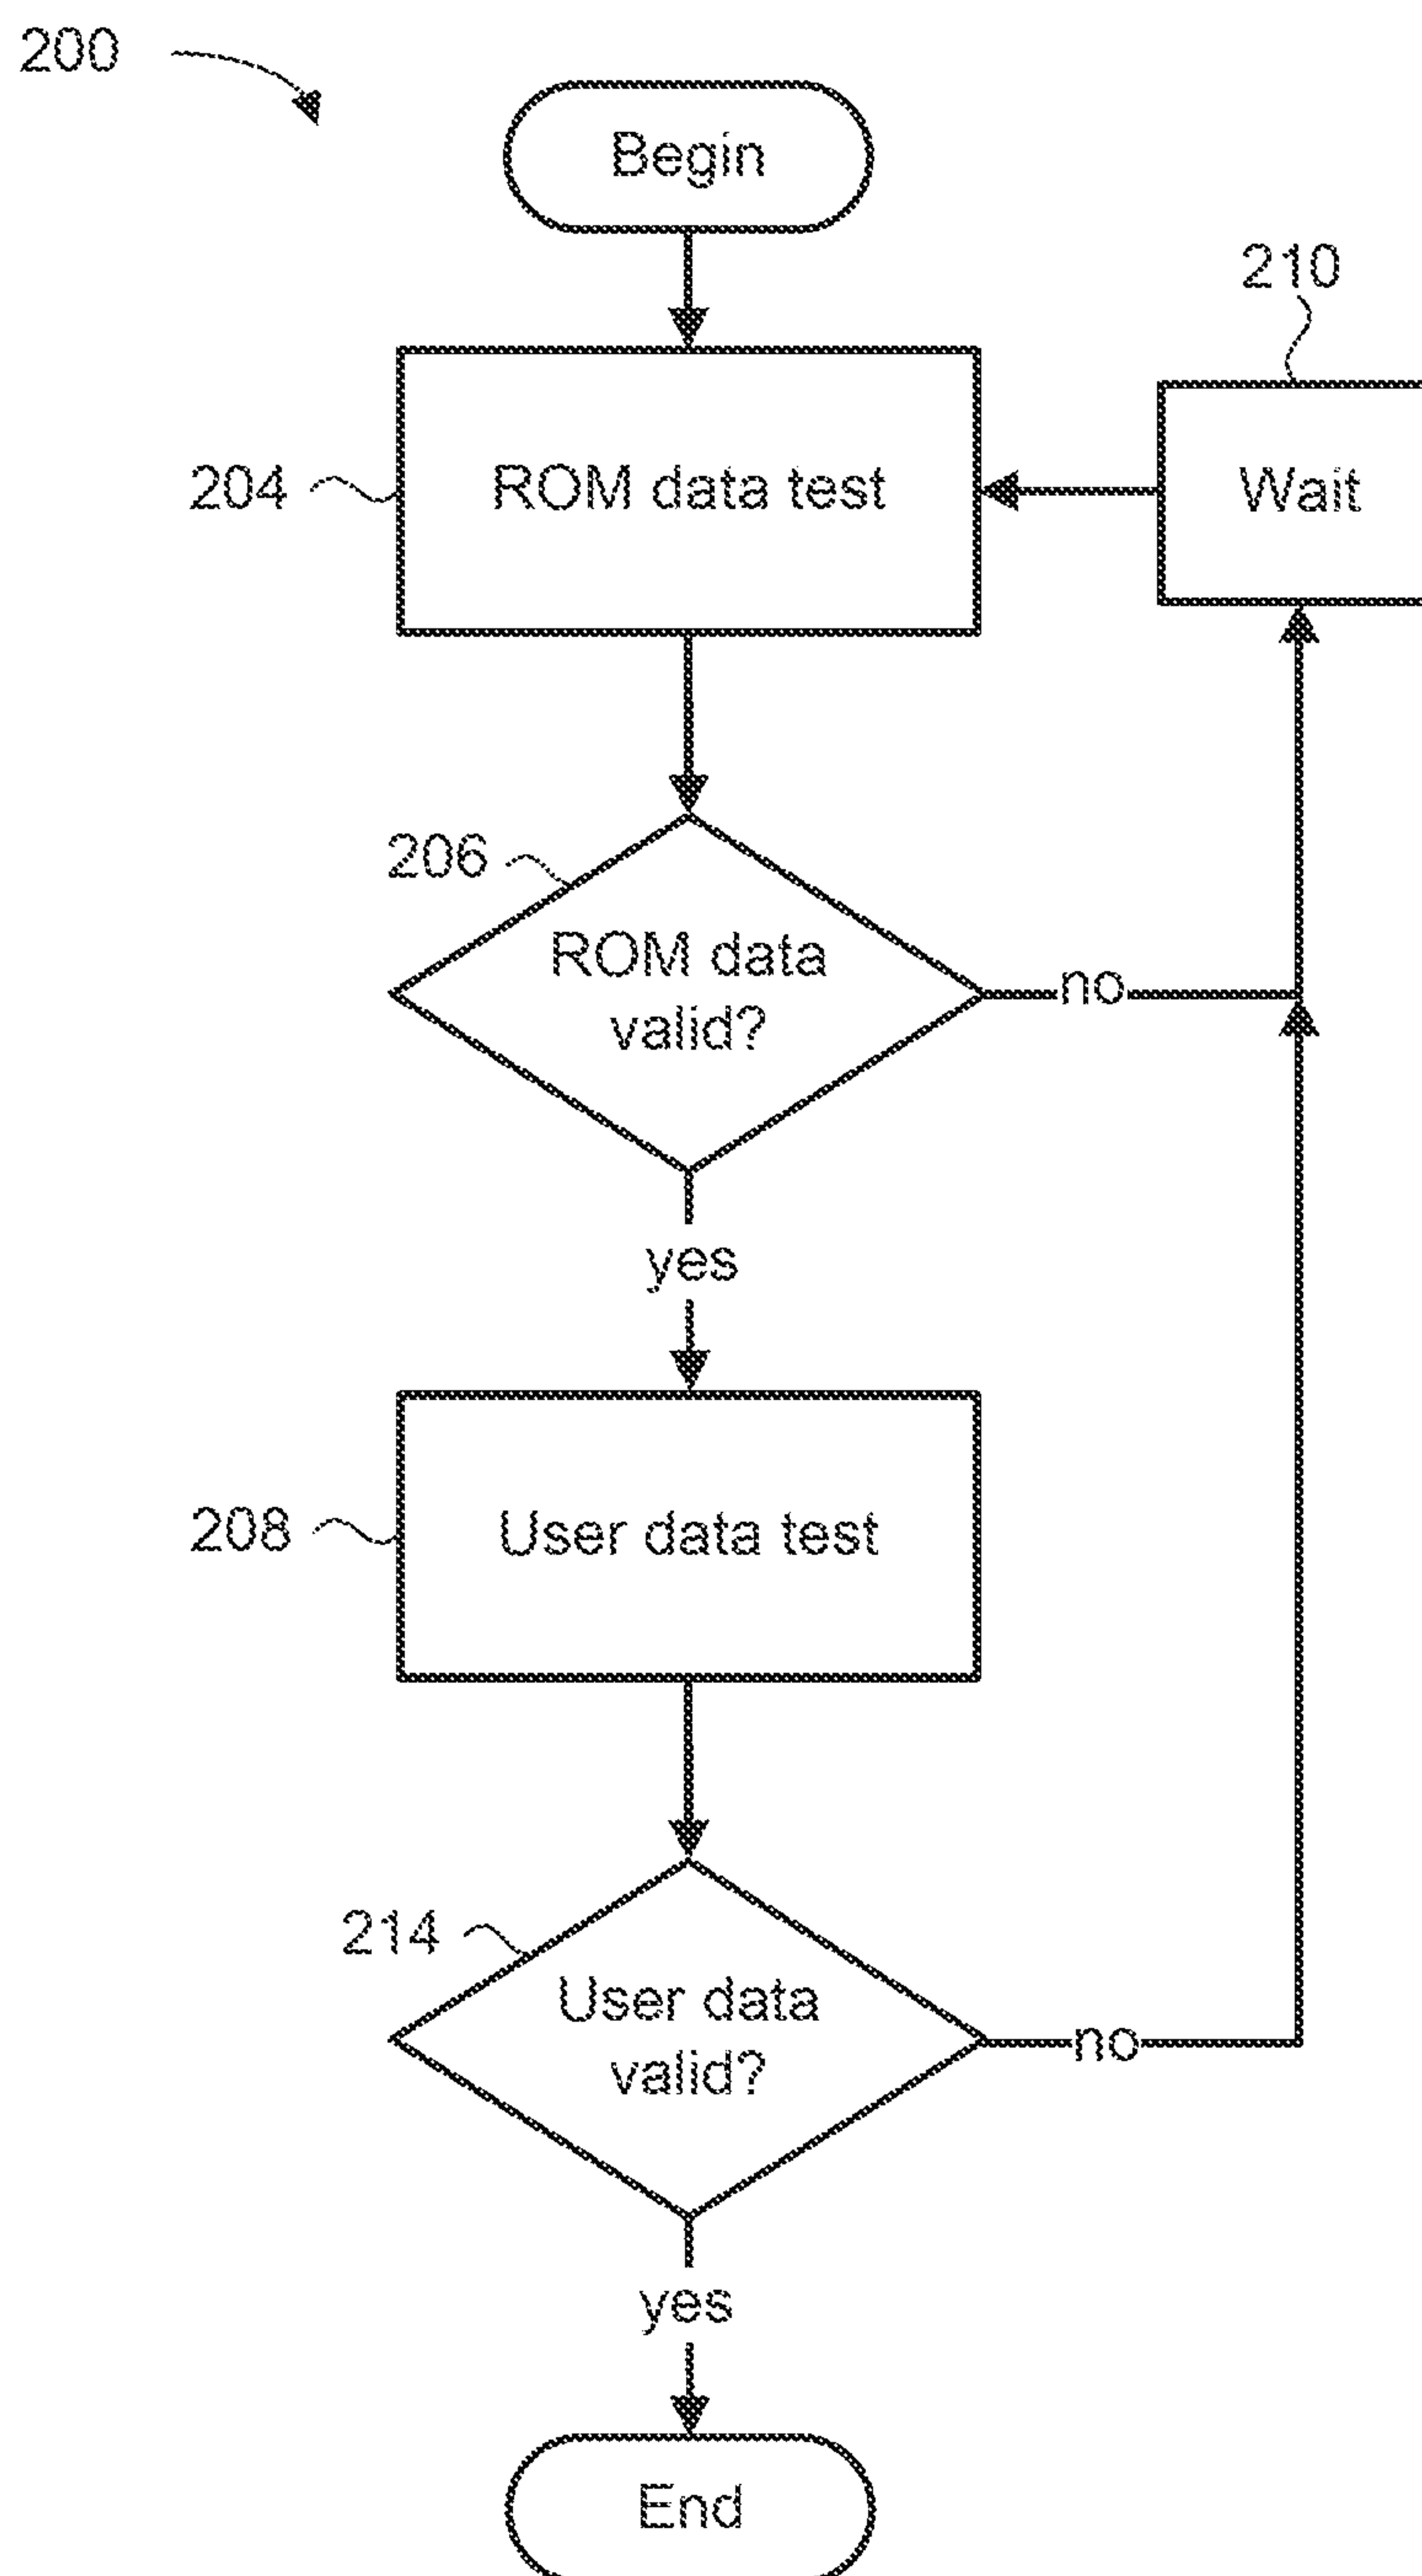 200
Begin
210
204
ROM data test
Wait
206
ROM data
valid?
no
yes
208
User data test
214
User data
valid?
no
yes
End